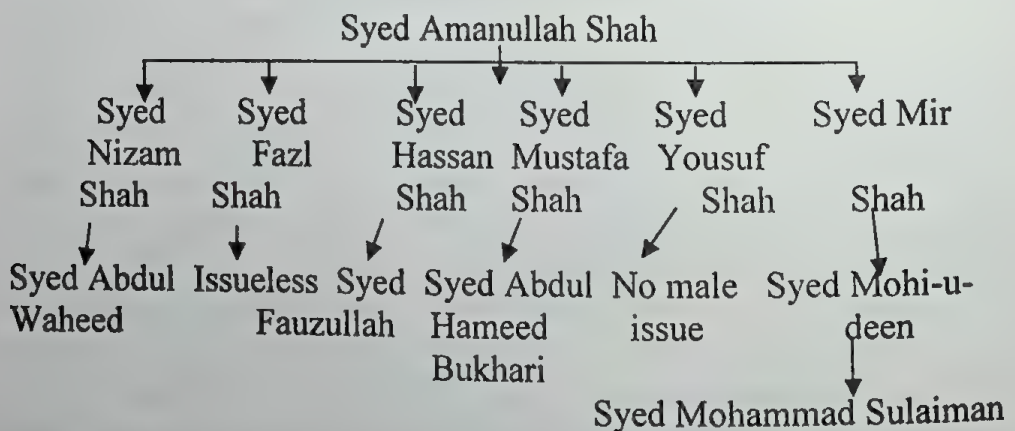 Syed Amanullah Shah
Syed Syed Syed Syed Syed Syed Mir
Nizam Fazl Hassan Mustafa Yousuf
Shah Shah Shah Shah Shah Shah
Syed Abdul Issueless Syed Syed Abdul No male Syed Mohi-u-
Waheed Fauzullah Hameed issue deen
Bukhari
Syed Mohammad Sulaiman